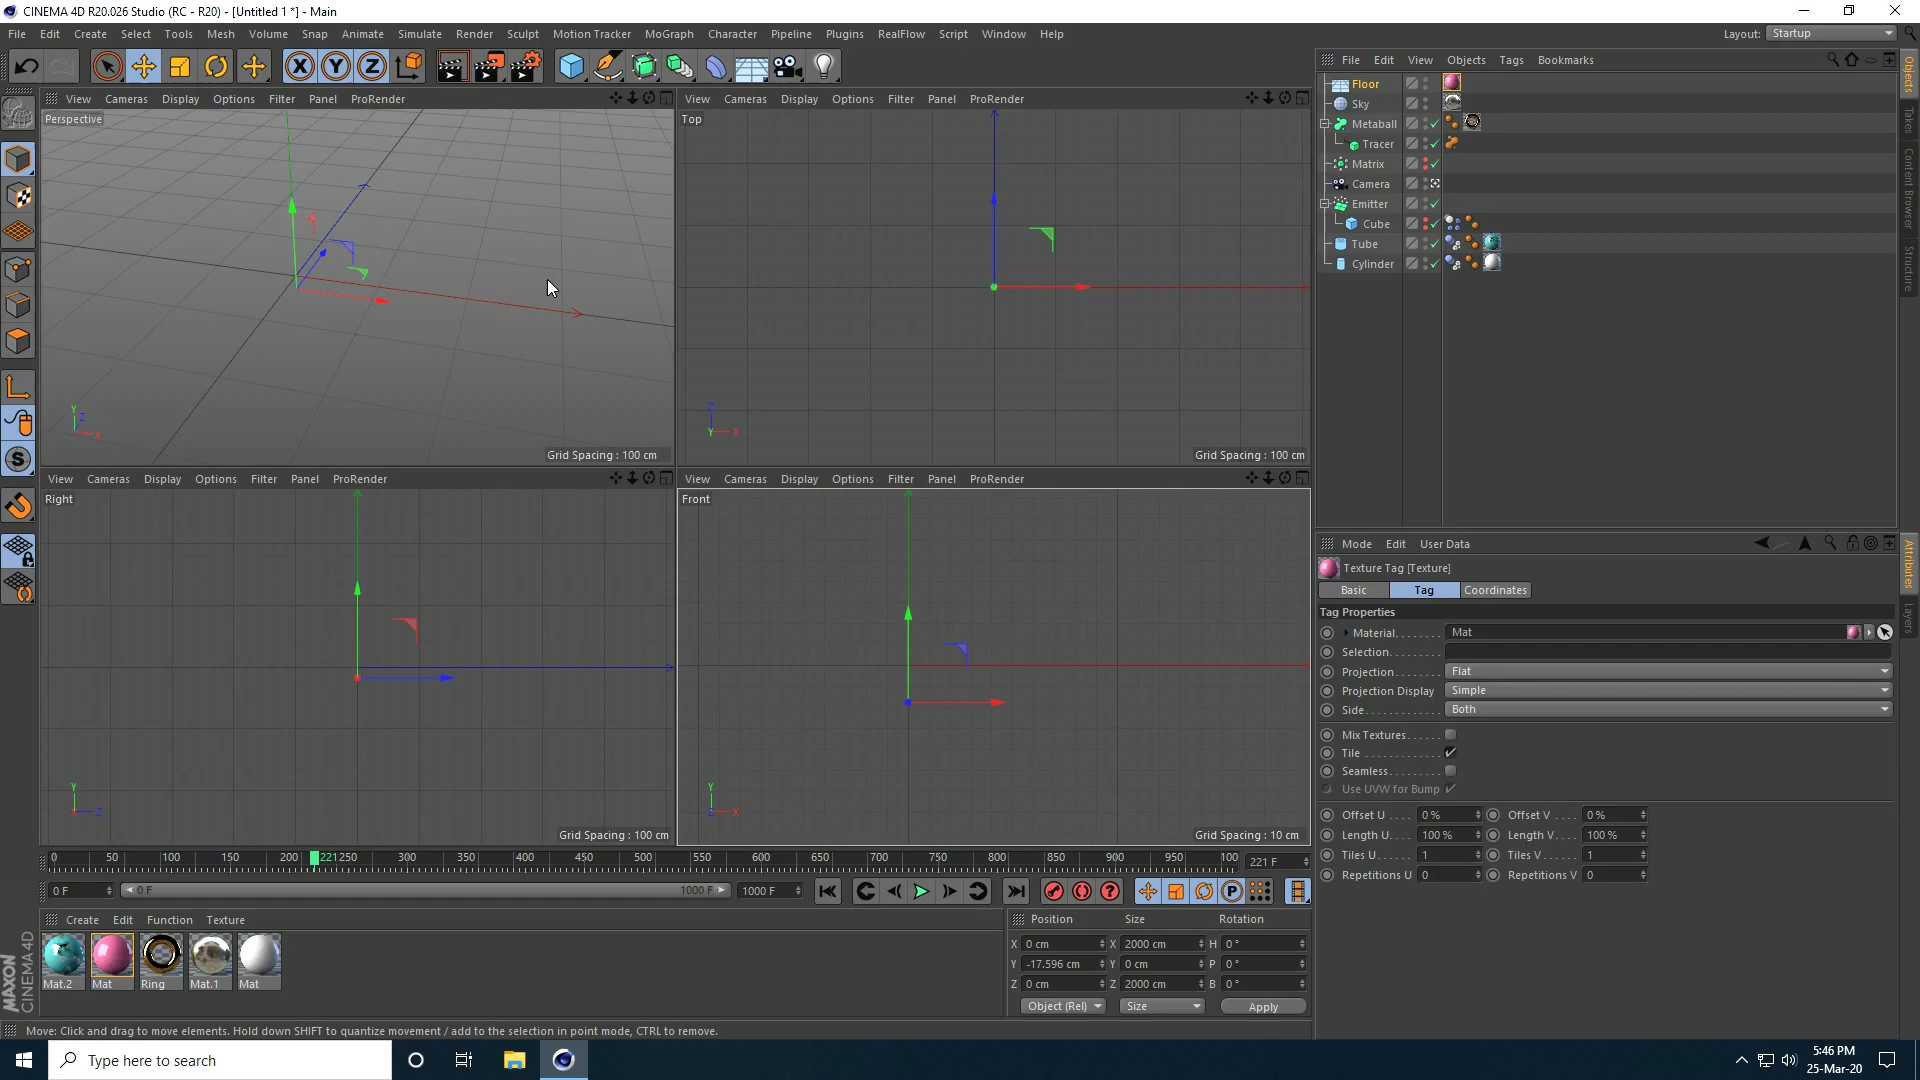 CINEMA 4D R20.026 Studio (RC - R20) - [Untitled 1 *] - Main
File Edit Create Select Tools Mesh Volume Snap Animate Simulate Render Sculpt Motion Tracker MoGraph Character Pipeline Plugins RealFlow Script Window Help Layout: Startup
File Edit View Objects Tags Bookmarks
View Cameras Display Options Filter Panel ProRender
Perspective
Grid Spacing : 100 cm
View Cameras Display Options Filter Panel ProRender
Top
Grid Spacing : 100 cm
View Cameras Display Options Filter Panel ProRender
Right
Grid Spacing : 100 cm
View Cameras Display Options Filter Panel ProRender
Front
Grid Spacing : 10 cm
Floor
Sky
Metaball
Tracer
Matrix
Camera
Emitter
Cube
Tube
Cylinder
Objects
Takes
Content Browser
Structure
Mode Edit User Data
Texture Tag [Texture]
Basic Tag Coordinates
Tag Properties
Material. . . . . . . . Mat
Selection. . . . . . . .
Projection. . . . . . . Flat
Projection Display Simple
Side. . . . . . . . . . . . Both
Mix Textures. . . . . .
Tile . . . . . . . . . . . .
Seamless. . . . . . . .
Use UVW for Bump
Offset U . . . . 0 % Offset V . . . . 0 %
Length U. . . . 100 % Length V. . . . 100 %
Tiles U. . . . . 1 Tiles V. . . . . 1
Repetitions U 0 Repetitions V 0
Attributes
Layers
0 50 100 150 200 221 250 300 350 400 450 500 550 600 650 700 750 800 850 900 950 100 221 F
0 F 0 F 1000 F 1000 F
Create Edit Function Texture
Mat.2 Mat Ring Mat.1 Mat
Position Size Rotation
X 0 cm X 2000 cm H 0 °
Y -17.596 cm Y 0 cm P 0 °
Z 0 cm Z 2000 cm B 0 °
Object (Rel) Size Apply
MAXON
CINEMA 4D
Move: Click and drag to move elements. Hold down SHIFT to quantize movement / add to the selection in point mode, CTRL to remove.
Type here to search
5:46 PM
25-Mar-20